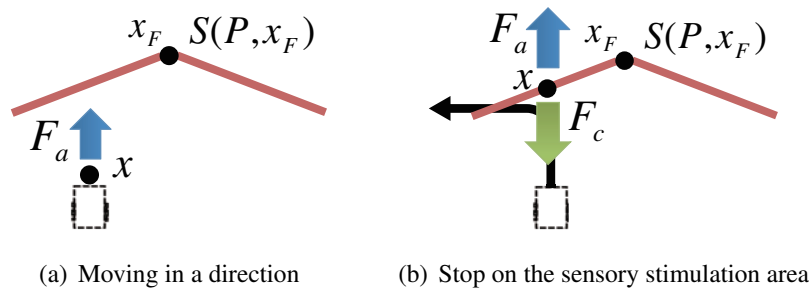 x_F S(P,x_F)
F_a
x
(a) Moving in a direction
F_a x_F S(P,x_F)
x
F_c
(b) Stop on the sensory stimulation area